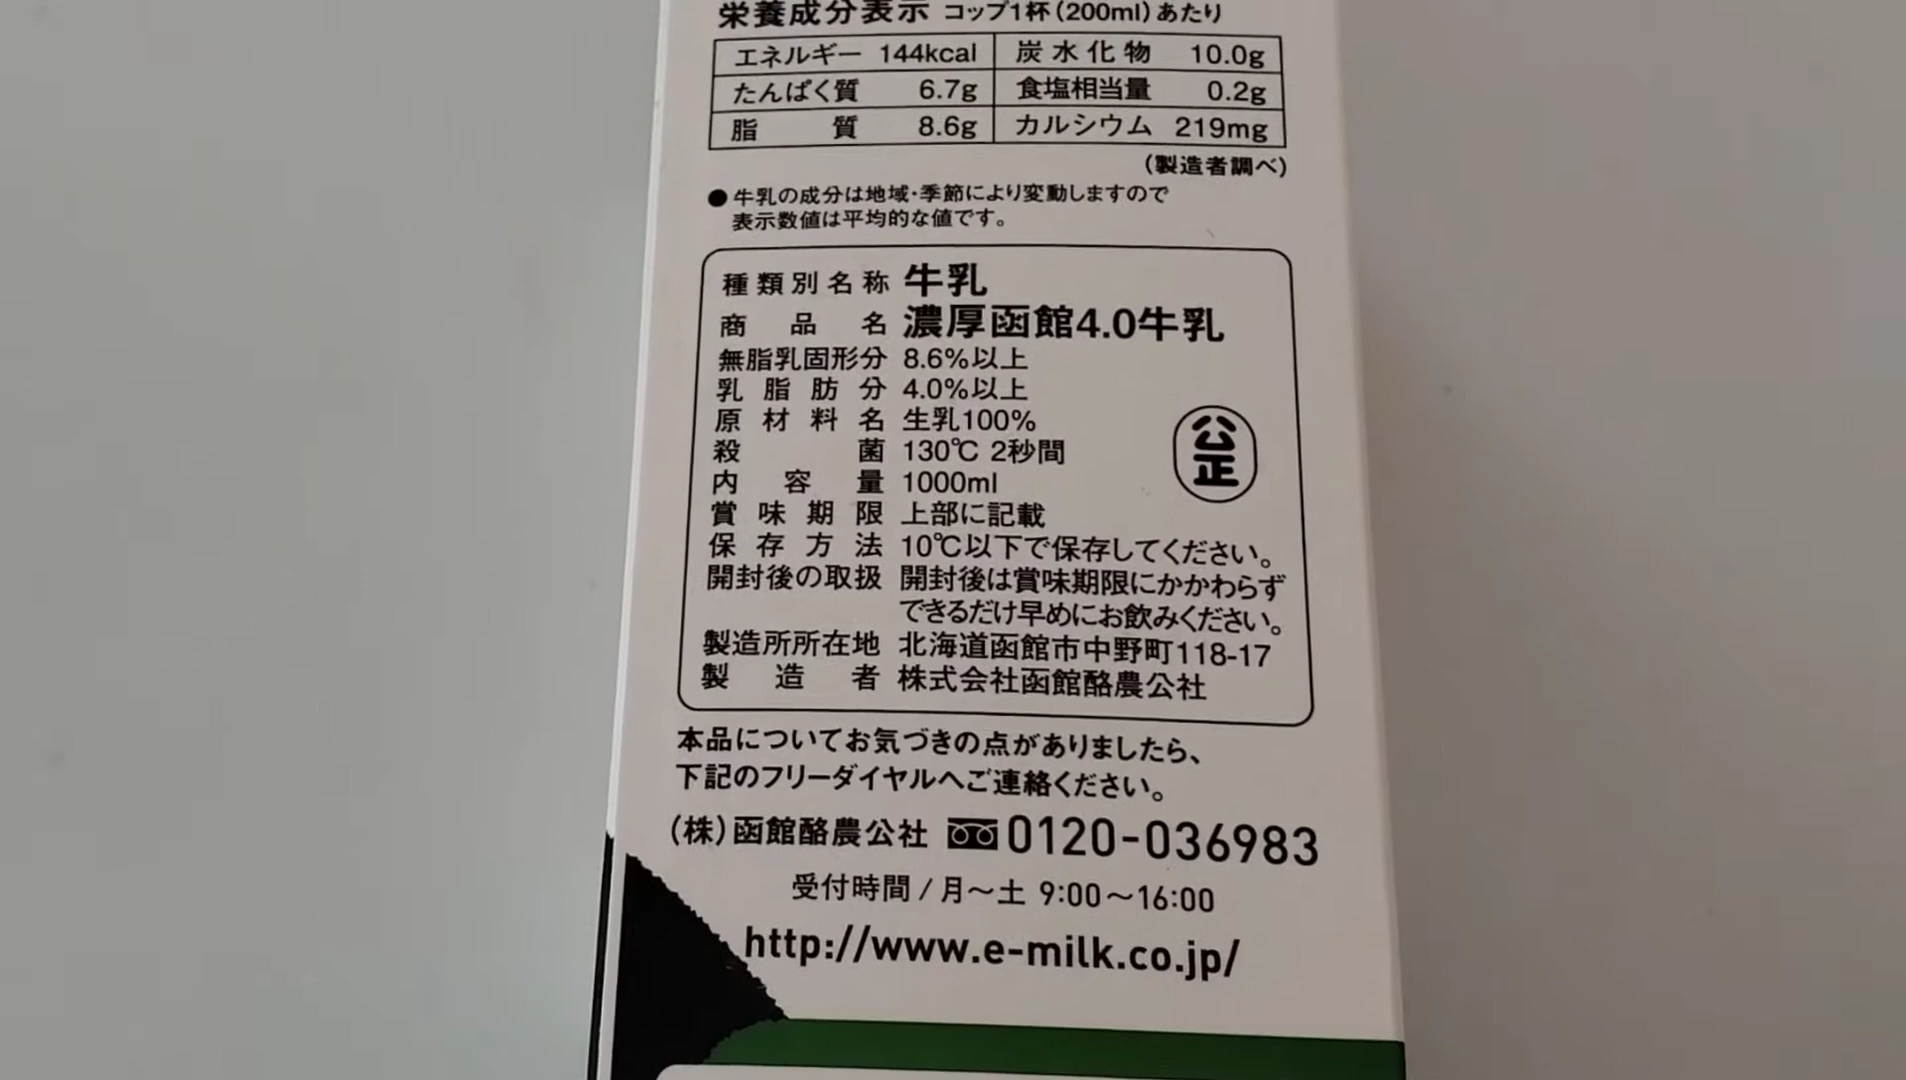 栄養成分表示 コップ1杯(200ml)あたり
エネルギー 144kcal 炭水化物 10.0g
たんぱく質 6.7g 食塩相当量 0.2g
脂質 8.6g カルシウム 219mg
(製造者調べ)
●牛乳の成分は地域・季節により変動しますので
表示数値は平均的な値です。
種類別名称 牛乳
商品名 濃厚函館4.0牛乳
無脂乳固形分 8.6%以上
乳脂肪分 4.0%以上
原材料名 生乳100%
殺菌 130℃ 2秒間
内容量 1000ml
公正
賞味期限 上部に記載
保存方法 10℃以下で保存してください。
開封後の取扱 開封後は賞味期限にかかわらず
できるだけ早めにお飲みください。
製造所所在地 北海道函館市中野町118-17
製造者 株式会社函館酪農公社
本品についてお気づきの点がありましたら、
下記のフリーダイヤルへご連絡ください。
(株)函館酪農公社 0120-036983
受付時間/月〜土 9:00〜16:00
http://www.e-milk.co.jp/